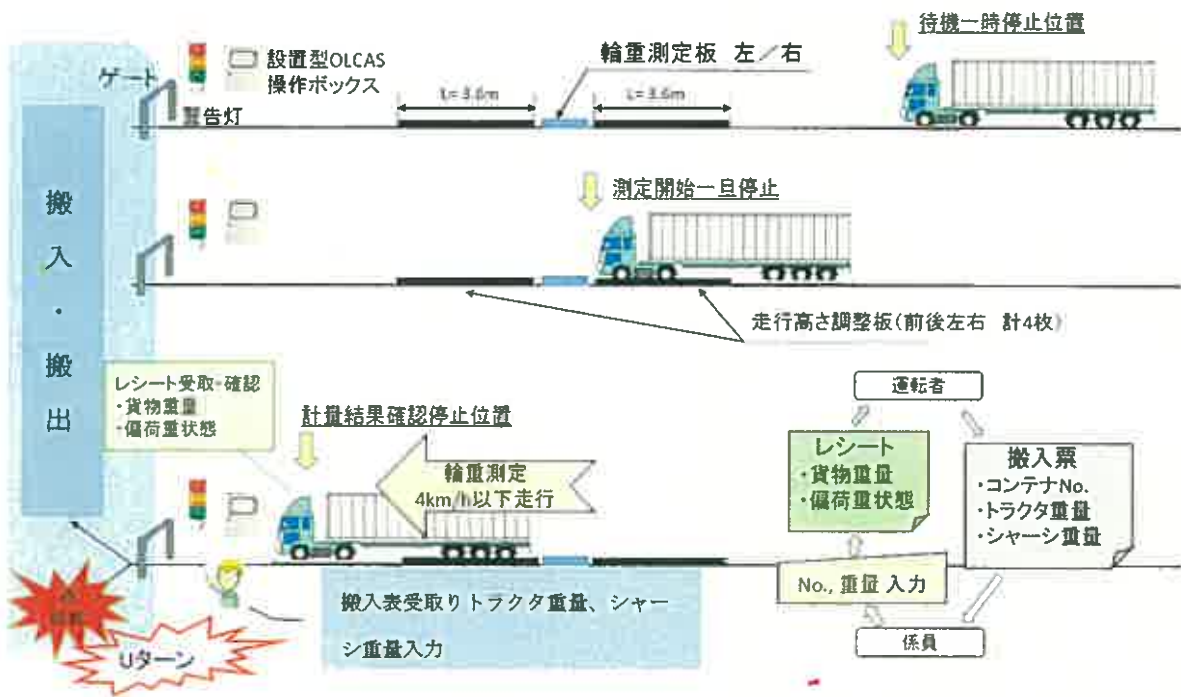 待機一時停止位置
ゲート
設置型OLCAS
操作ボックス
輪重測定板 左／右
L=3.6m
L=3.6m
警告灯
搬入・搬出
測定開始一旦停止
走行高さ調整板(前後左右 計4枚)
レシート受取・確認
・貨物重量
・偏荷重状態
計量結果確認停止位置
輪重測定
4km/h以下走行
運転者
レシート
・貨物重量
・偏荷重状態
搬入票
・コンテナNo.
・トラクタ重量
・シャーシ重量
No., 重量 入力
係員
搬入表受取りトラクタ重量、シャー
シ重量入力
Uターン